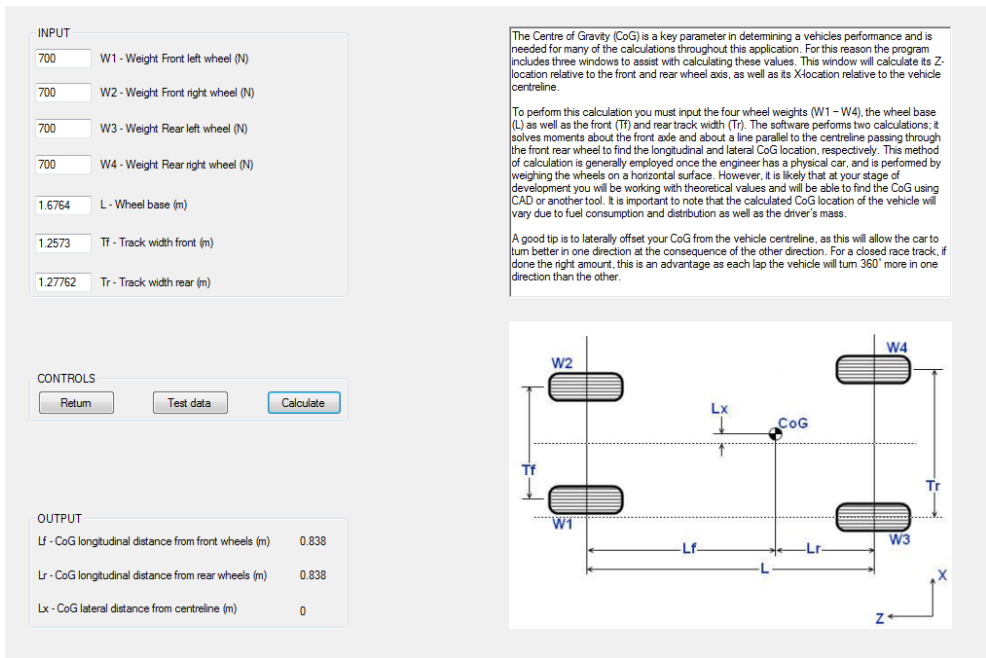 INPUT
700 W1 - Weight Front left wheel (N)
700 W2 - Weight Front right wheel (N)
700 W3 - Weight Rear left wheel (N)
700 W4 - Weight Rear right wheel (N)
1.6764 L - Wheel base (m)
1.2573 Tf - Track width front (m)
1.27762 Tr - Track width rear (m)
CONTROLS
Return Test data Calculate
OUTPUT
Lf - CoG longitudinal distance from front wheels (m) 0.838
Lr - CoG longitudinal distance from rear wheels (m) 0.838
Lx - CoG lateral distance from centreline (m) 0
The Centre of Gravity (CoG) is a key parameter in determining a vehicles performance and is
needed for many of the calculations throughout this application. For this reason the program
includes three windows to assist with calculating these values. This window will calculate its Z-
location relative to the front and rear wheel axis, as well as its X-location relative to the vehicle
centreline.
To perform this calculation you must input the four wheel weights (W1 – W4), the wheel base
(L) as well as the front (Tf) and rear track width (Tr). The software performs two calculations; it
solves moments about the front axle and about a line parallel to the centreline passing through
the front rear wheel to find the longitudinal and lateral CoG location, respectively. This method
of calculation is generally employed once the engineer has a physical car, and is performed by
weighing the wheels on a horizontal surface. However, it is likely that at your stage of
development you will be working with theoretical values and will be able to find the CoG using
CAD or another tool. It is important to note that the calculated CoG location of the vehicle will
vary due to fuel consumption and distribution as well as the driver's mass.
A good tip is to laterally offset your CoG from the vehicle centreline, as this will allow the car to
turn better in one direction at the consequence of the other direction. For a closed race track, if
done the right amount, this is an advantage as each lap the vehicle will turn 360° more in one
direction than the other.
W2
W4
Lx
CoG
Tf
Tr
W1
W3
Lf
Lr
L
X
Z